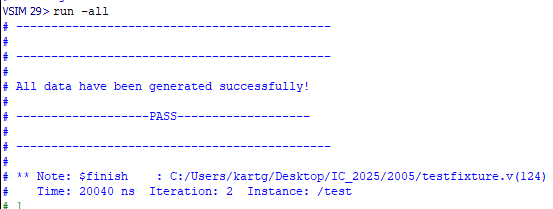 VSIM 29> run -all
# ------------------------------------------
#
# ------------------------------------------
#
# All data have been generated successfully!
#
# -------------------PASS-------------------
#
# ------------------------------------------
#
# ** Note: $finish    : C:/Users/kartg/Desktop/IC_2025/2005/testfixture.v(124)
#    Time: 20040 ns  Iteration: 2  Instance: /test
# 1